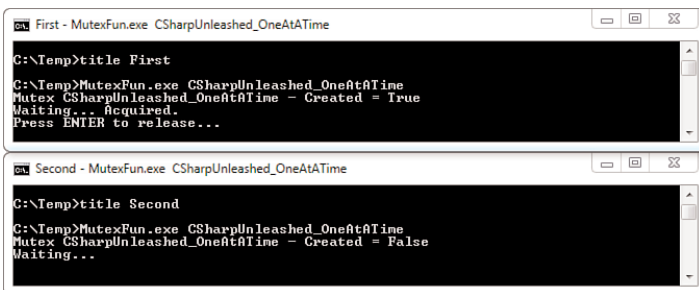 First - MutexFun.exe CSharpUnleashed_OneAtATime
C:\Temp>title First
C:\Temp>MutexFun.exe CSharpUnleashed_OneAtATime
Mutex CSharpUnleashed_OneAtATime - Created = True
Waiting... Acquired.
Press ENTER to release...
Second - MutexFun.exe CSharpUnleashed_OneAtATime
C:\Temp>title Second
C:\Temp>MutexFun.exe CSharpUnleashed_OneAtATime
Mutex CSharpUnleashed_OneAtATime - Created = False
Waiting...